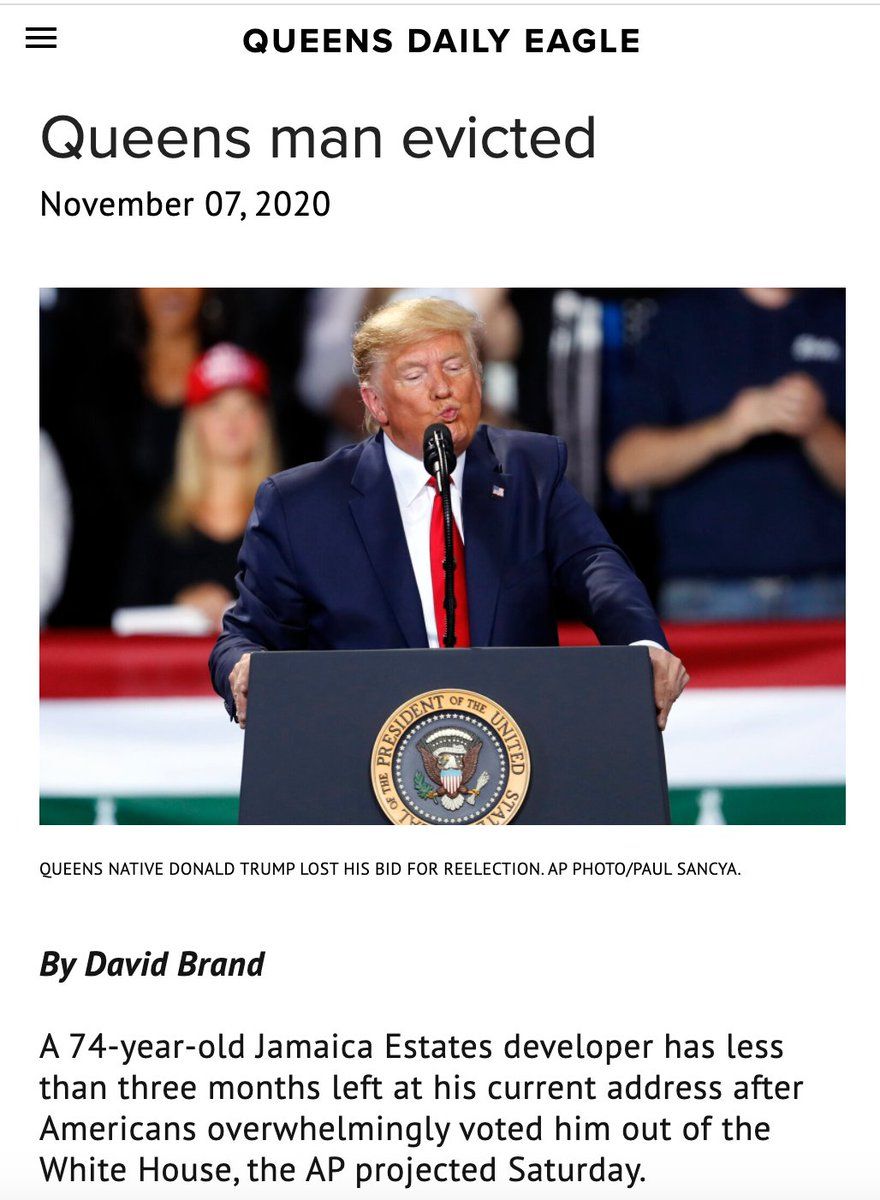 QUEENS DAILY EAGLE
Queens man evicted
November 07, 2020
PRESIDENT OF THE UNITED
OF THE
QUEENS NATIVE DONALD TRUMP LOST HIS BID FOR REELECTION. AP PHOTO/PAUL SANCYA.
By David Brand
A 74-year-old Jamaica Estates developer has less
than three months left at his current address after
Americans overwhelmingly voted him out of the
White House, the AP projected Saturday.